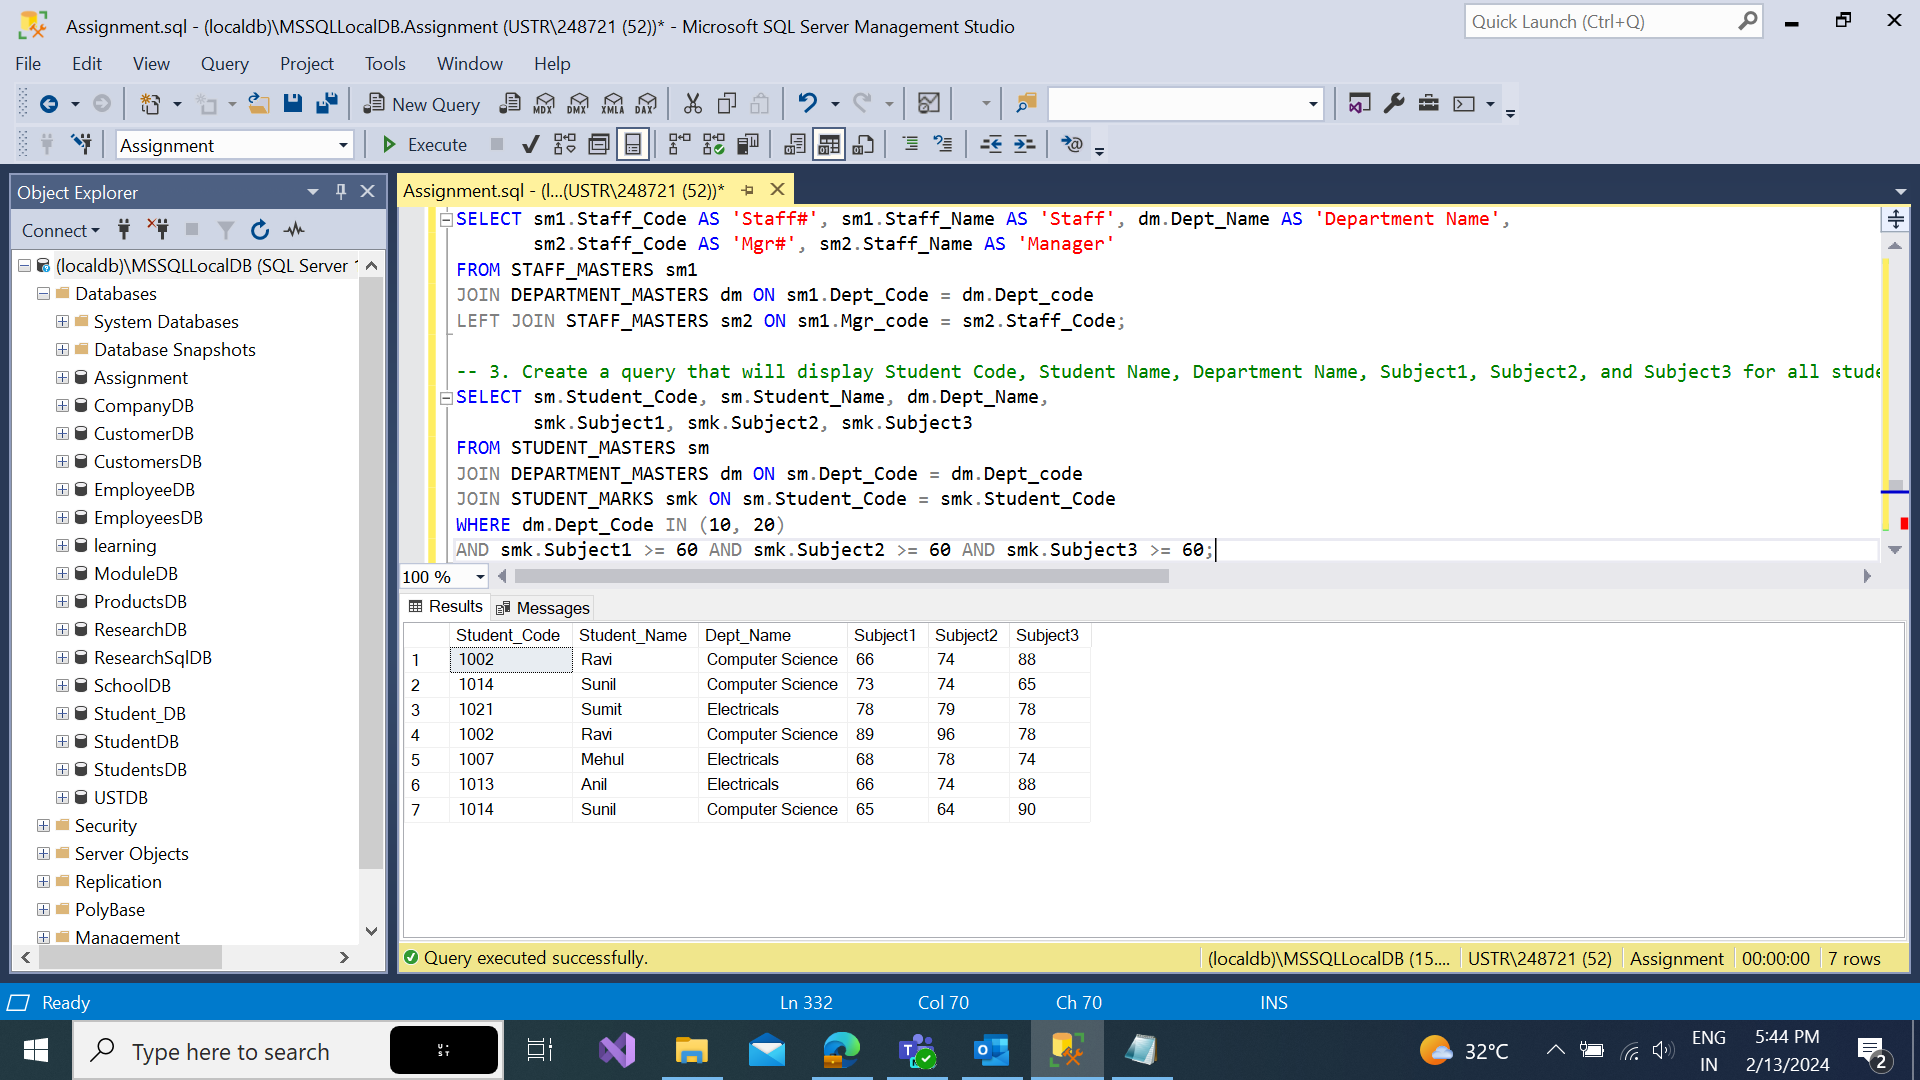 Assignment.sql - (localdb)\MSSQLLocalDB.Assignment (USTR\248721 (52))* - Microsoft SQL Server Management Studio
Quick Launch (Ctrl+Q)
File Edit View Query Project Tools Window Help
New Query MDX DMX XMLA DAX
Assignment Execute
Object Explorer
Connect
(localdb)\MSSQLLocalDB (SQL Server 1
Databases
System Databases
Database Snapshots
Assignment
CompanyDB
CustomerDB
CustomersDB
EmployeeDB
EmployeesDB
learning
ModuleDB
ProductsDB
ResearchDB
ResearchSqlDB
SchoolDB
Student_DB
StudentDB
StudentsDB
USTDB
Security
Server Objects
Replication
PolyBase
Management
Assignment.sql - (l...(USTR\248721 (52))*
SELECT sm1.Staff_Code AS 'Staff#', sm1.Staff_Name AS 'Staff', dm.Dept_Name AS 'Department Name',
sm2.Staff_Code AS 'Mgr#', sm2.Staff_Name AS 'Manager'
FROM STAFF_MASTERS sm1
JOIN DEPARTMENT_MASTERS dm ON sm1.Dept_Code = dm.Dept_code
LEFT JOIN STAFF_MASTERS sm2 ON sm1.Mgr_code = sm2.Staff_Code;
-- 3. Create a query that will display Student Code, Student Name, Department Name, Subject1, Subject2, and Subject3 for all stude
SELECT sm.Student_Code, sm.Student_Name, dm.Dept_Name,
smk.Subject1, smk.Subject2, smk.Subject3
FROM STUDENT_MASTERS sm
JOIN DEPARTMENT_MASTERS dm ON sm.Dept_Code = dm.Dept_code
JOIN STUDENT_MARKS smk ON sm.Student_Code = smk.Student_Code
WHERE dm.Dept_Code IN (10, 20)
AND smk.Subject1 >= 60 AND smk.Subject2 >= 60 AND smk.Subject3 >= 60;
100 %
Results Messages
Student_Code Student_Name Dept_Name Subject1 Subject2 Subject3
1 1002 Ravi Computer Science 66 74 88
2 1014 Sunil Computer Science 73 74 65
3 1021 Sumit Electricals 78 79 78
4 1002 Ravi Computer Science 89 96 78
5 1007 Mehul Electricals 68 78 74
6 1013 Anil Electricals 66 74 88
7 1014 Sunil Computer Science 65 64 90
Query executed successfully. (localdb)\MSSQLLocalDB (15.... USTR\248721 (52) Assignment 00:00:00 7 rows
Ready Ln 332 Col 70 Ch 70 INS
Type here to search
32°C
ENG
IN
5:44 PM
2/13/2024
2